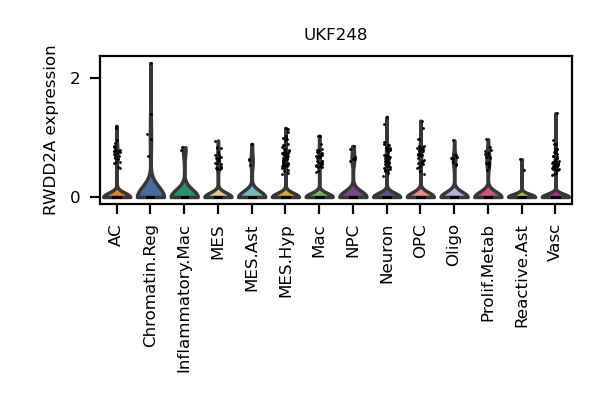 UKF248
RWDD2A expression
2
0
AC
Chromatin.Reg
Inflammatory.Mac
MES
MES.Ast
MES.Hyp
Mac
NPC
Neuron
OPC
Oligo
Prolif.Metab
Reactive.Ast
Vasc